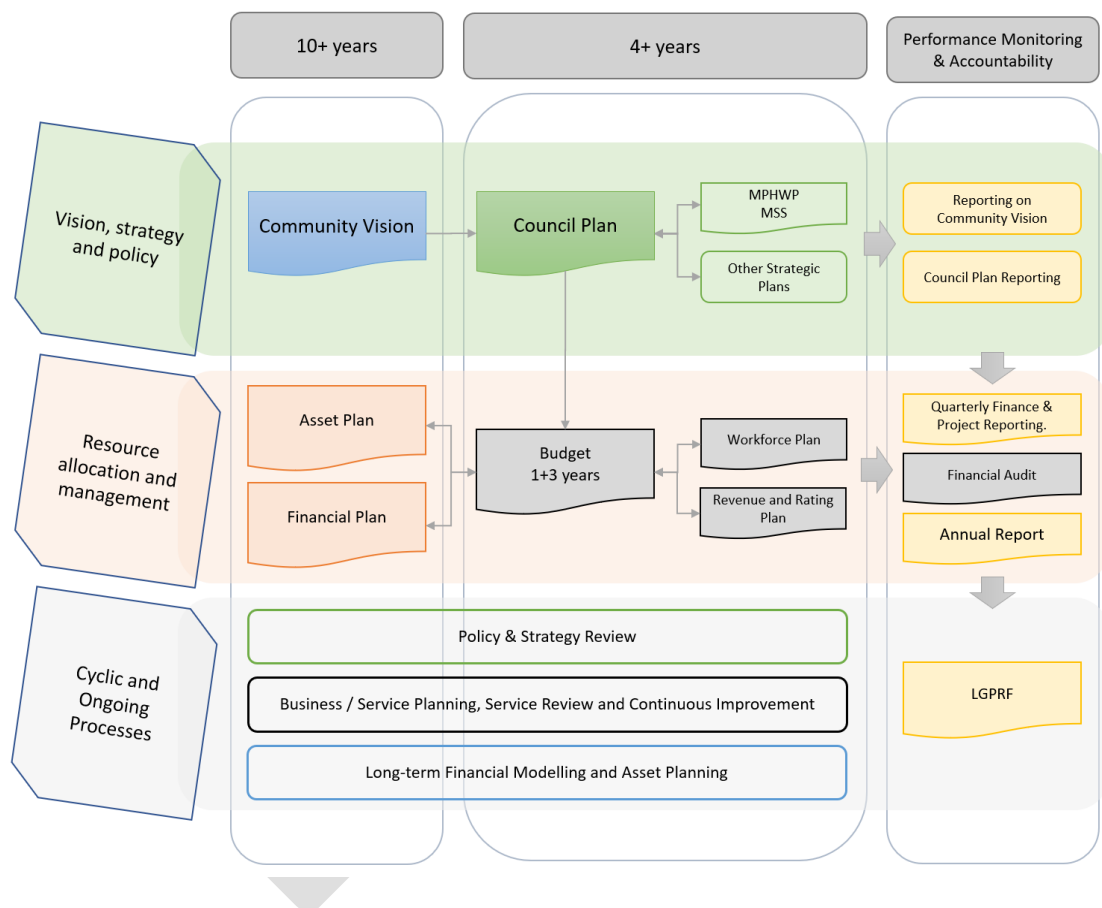 10+ years
4+ years
Performance Monitoring
& Accountability
Vision, strategy
and policy
Community Vision
Council Plan
MPHWP
MSS
Other Strategic
Plans
Reporting on
Community Vision
Council Plan Reporting
Resource
allocation and
management
Asset Plan
Financial Plan
Budget
1+3 years
Workforce Plan
Revenue and Rating
Plan
Quarterly Finance &
Project Reporting.
Financial Audit
Annual Report
Cyclic and
Ongoing
Processes
Policy & Strategy Review
Business / Service Planning, Service Review and Continuous Improvement
Long-term Financial Modelling and Asset Planning
LGPRF